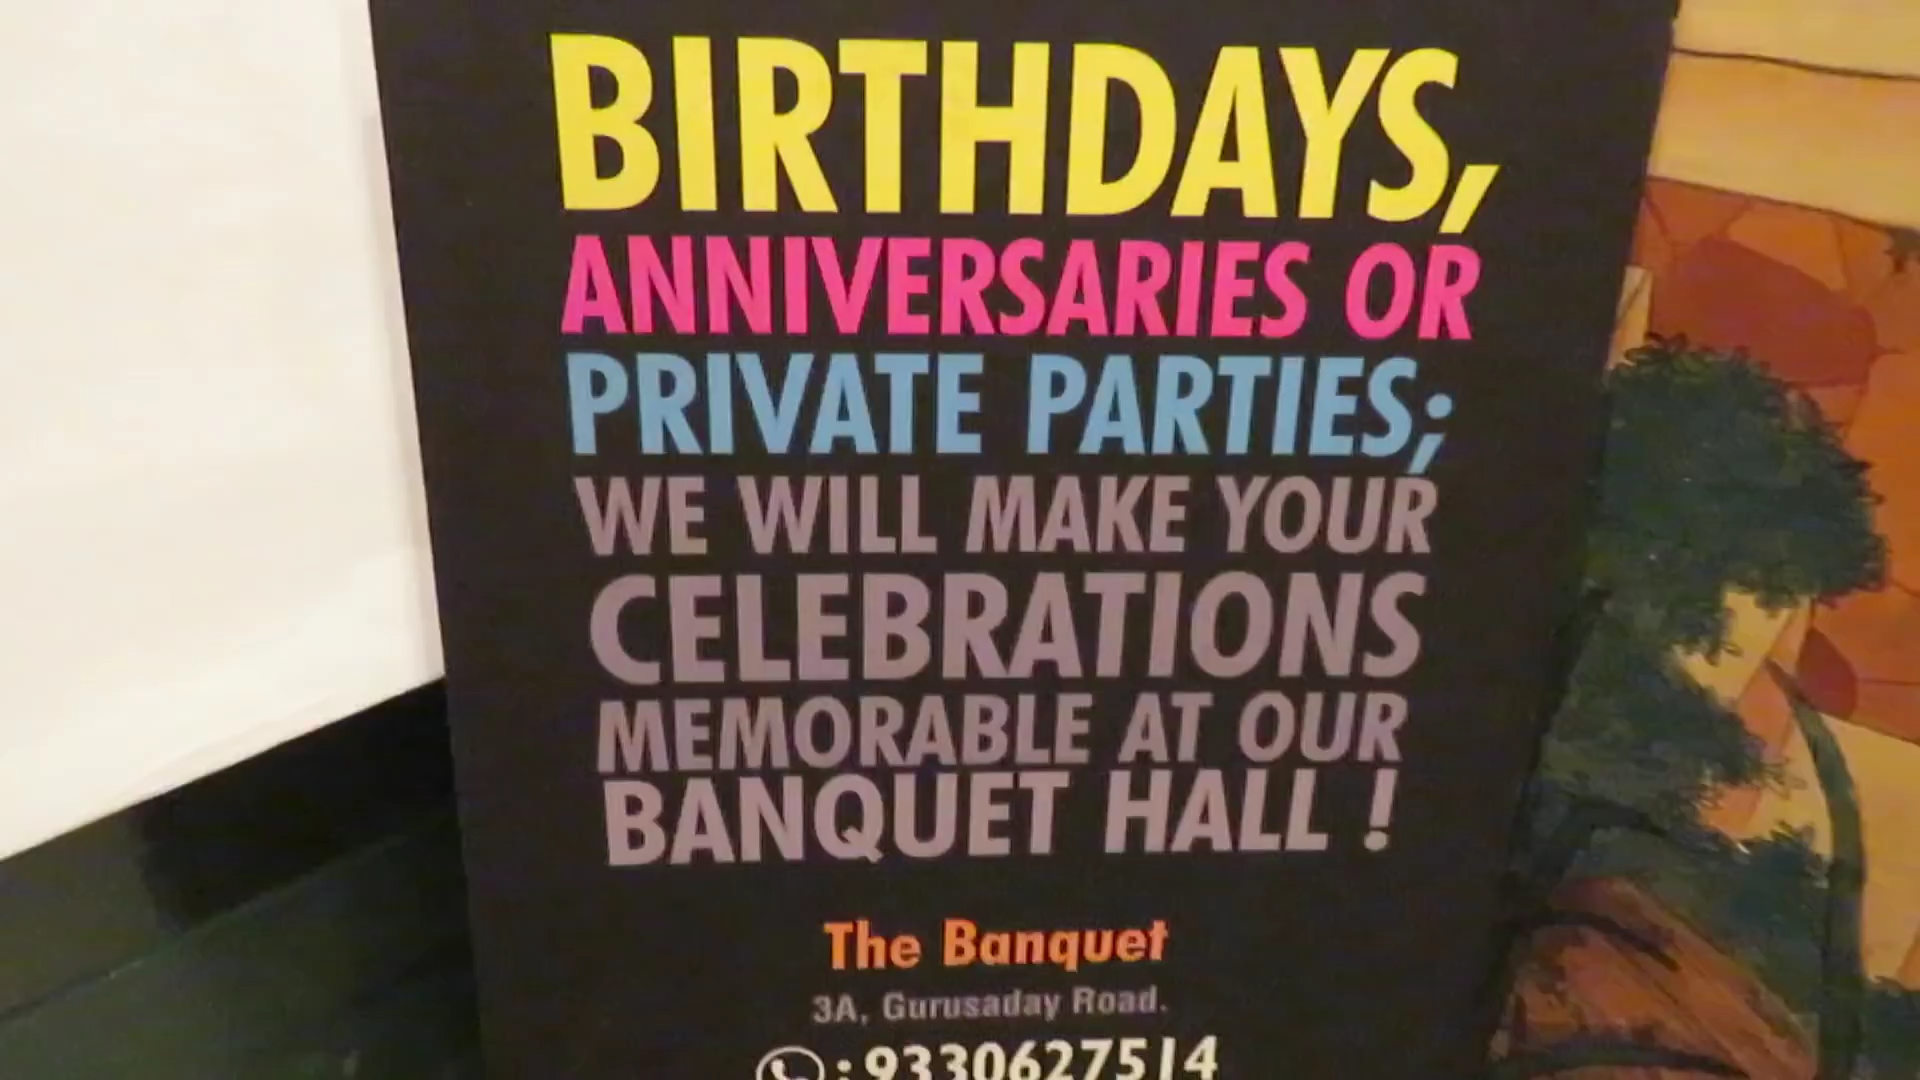 BIRTHDAYS,
ANNIVERSARIES OR
PRIVATE PARTIES;
WE WILL MAKE YOUR
CELEBRATIONS
MEMORABLE AT OUR
BANQUET HALL !
The Banquet
3A, Gurusaday Road.
: 9330627514